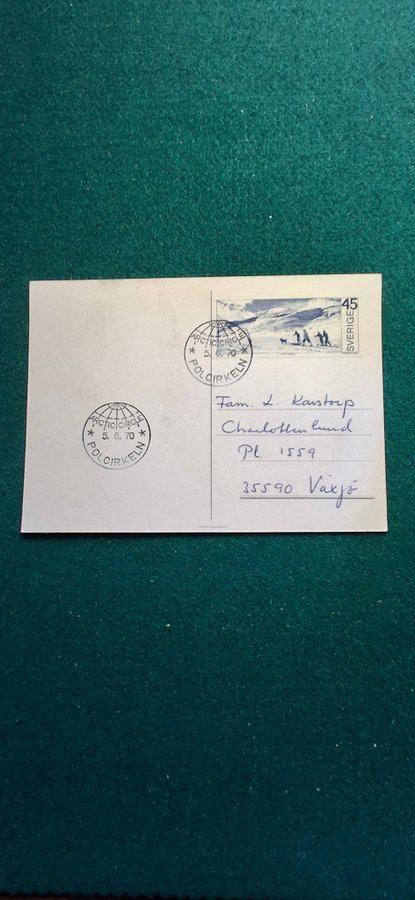 45
SVERIGE
ARCTIC CIRCLE
5. 6. 70
* POLCIRKELN *
Fam. L. Karstorp
Charlottenlund
Pl. 1559
35590 Växjö
ARCTIC CIRCLE
5. 6. 70
* POLCIRKELN *